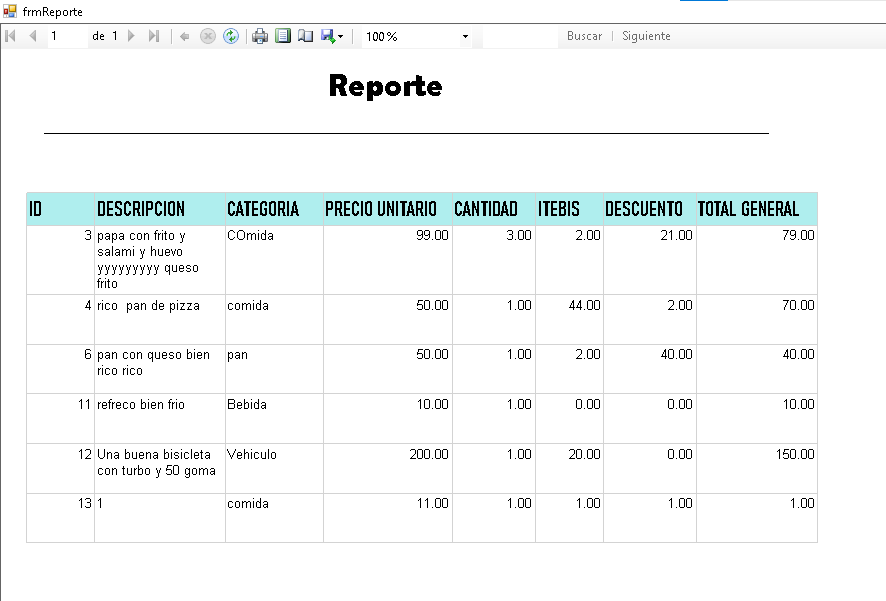 frmReporte
1 de 1 100% Buscar | Siguiente
Reporte
ID DESCRIPCION CATEGORIA PRECIO UNITARIO CANTIDAD ITEBIS DESCUENTO TOTAL GENERAL
3 papa con frito y COmida 99.00 3.00 2.00 21.00 79.00
salami y huevo
yyyyyyyyy queso
frito
4 rico  pan de pizza comida 50.00 1.00 44.00 2.00 70.00
6 pan con queso bien pan 50.00 1.00 2.00 40.00 40.00
rico rico
11 refreco bien frio Bebida 10.00 1.00 0.00 0.00 10.00
12 Una buena bisicleta Vehiculo 200.00 1.00 20.00 0.00 150.00
con turbo y 50 goma
13 1 comida 11.00 1.00 1.00 1.00 1.00